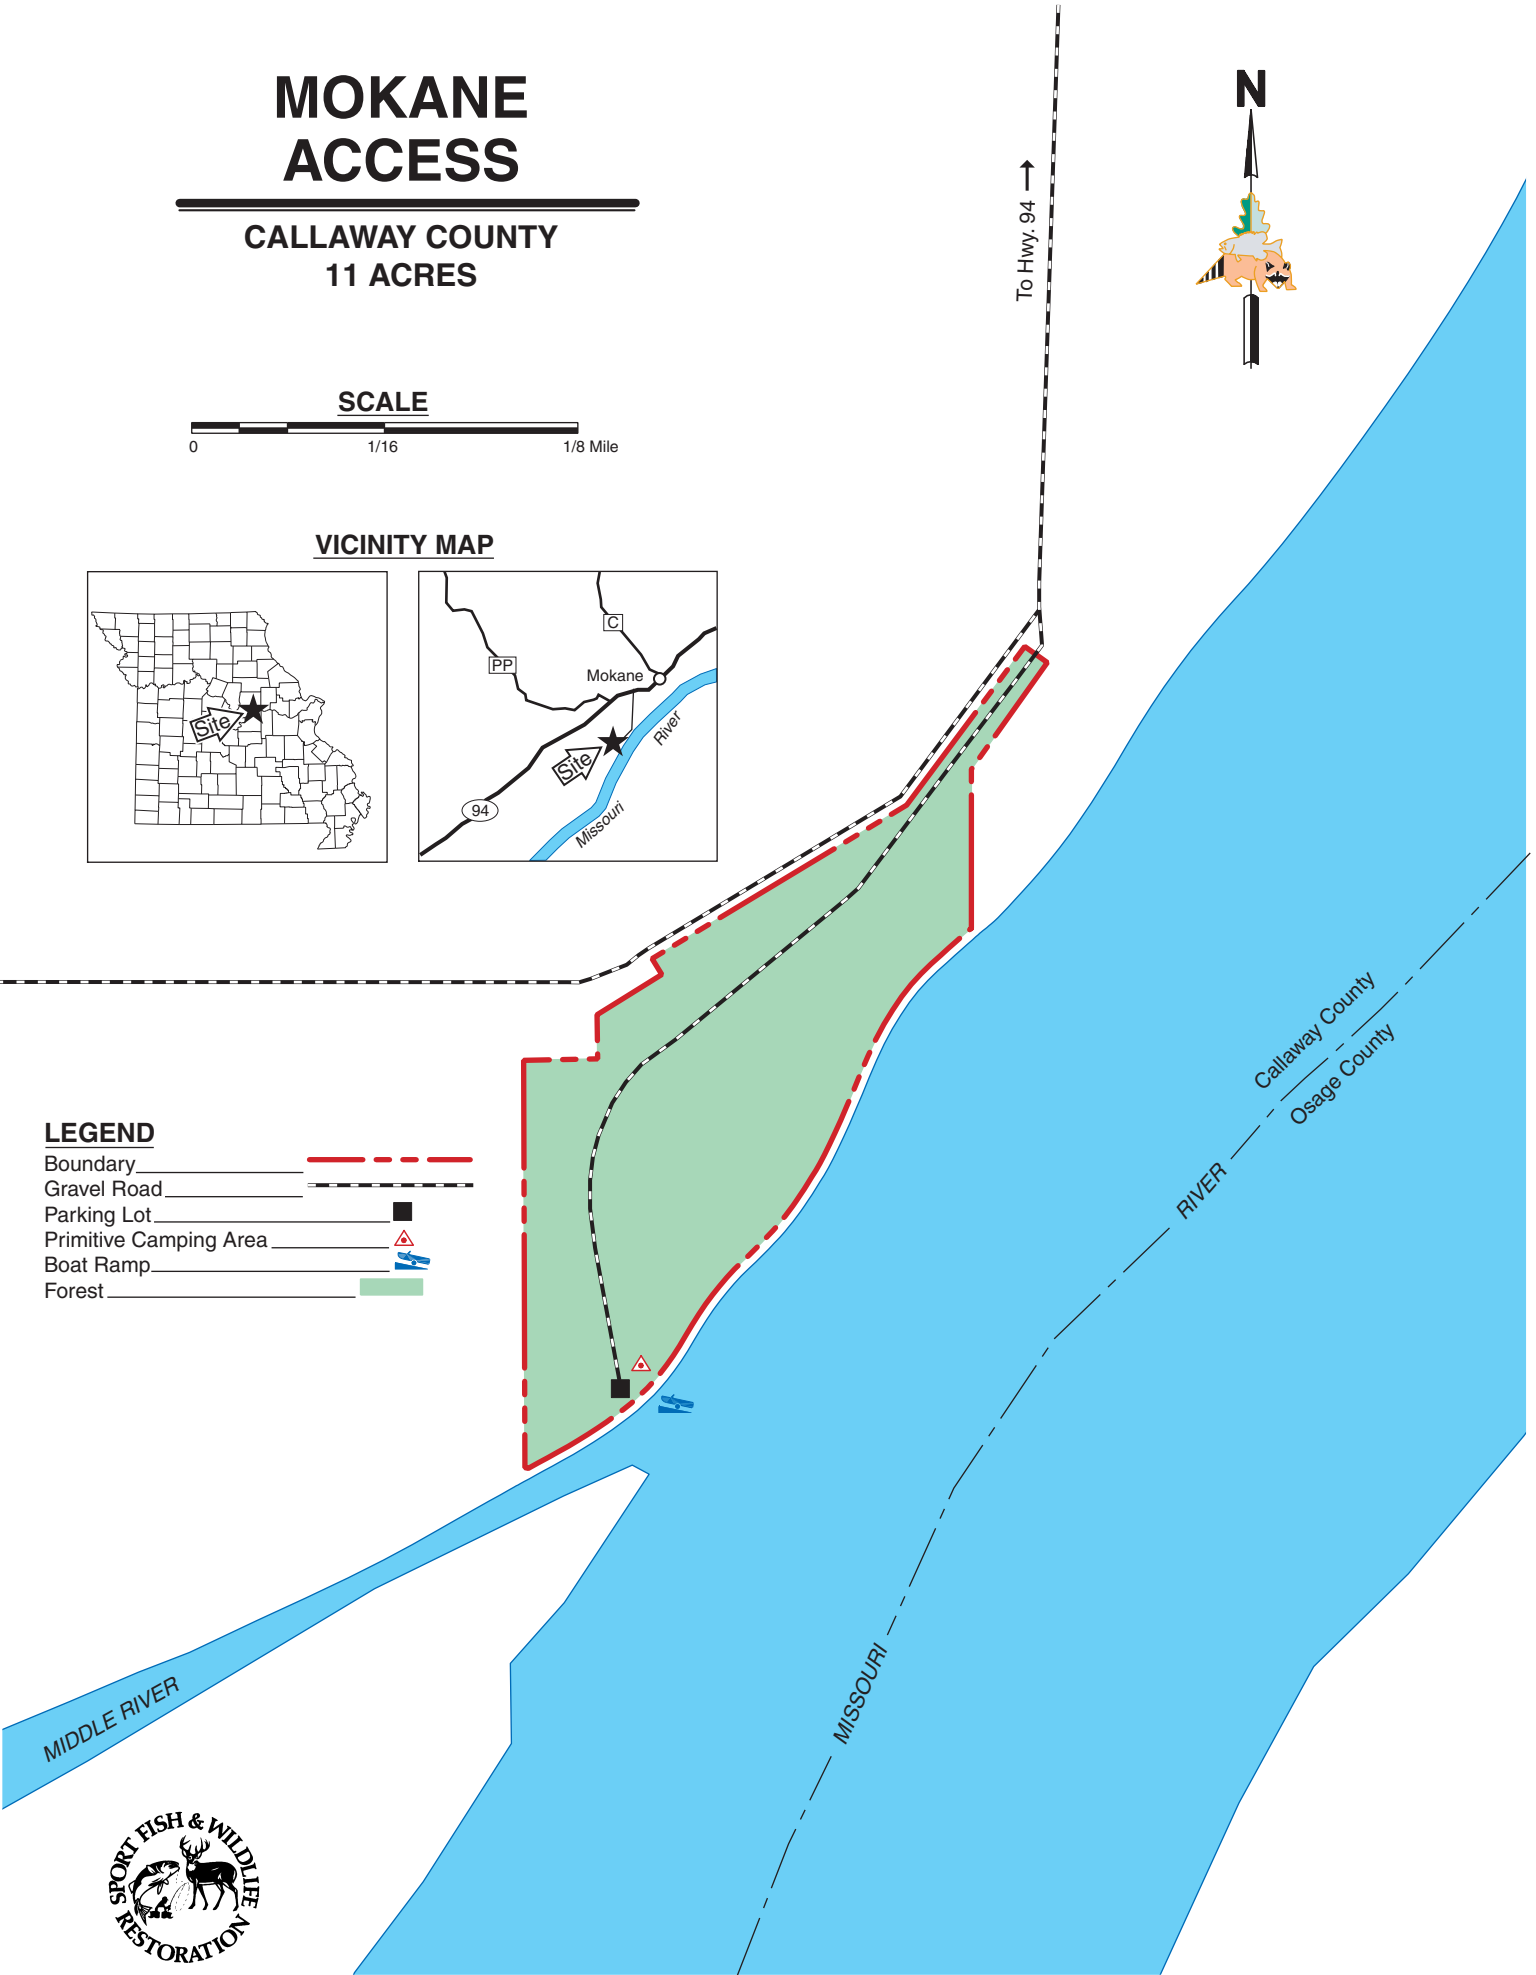 MOKANE
ACCESS
CALLAWAY COUNTY
11 ACRES
N
To Hwy. 94
SCALE
0 1/16 1/8 Mile
VICINITY MAP
Site
C
PP
Mokane
River
Site
94
Missouri
Callaway County
Osage County
LEGEND
Boundary
Gravel Road
Parking Lot
Primitive Camping Area
Boat Ramp
Forest
RIVER
MISSOURI
MIDDLE RIVER
SPORT FISH & WILDLIFE
RESTORATION